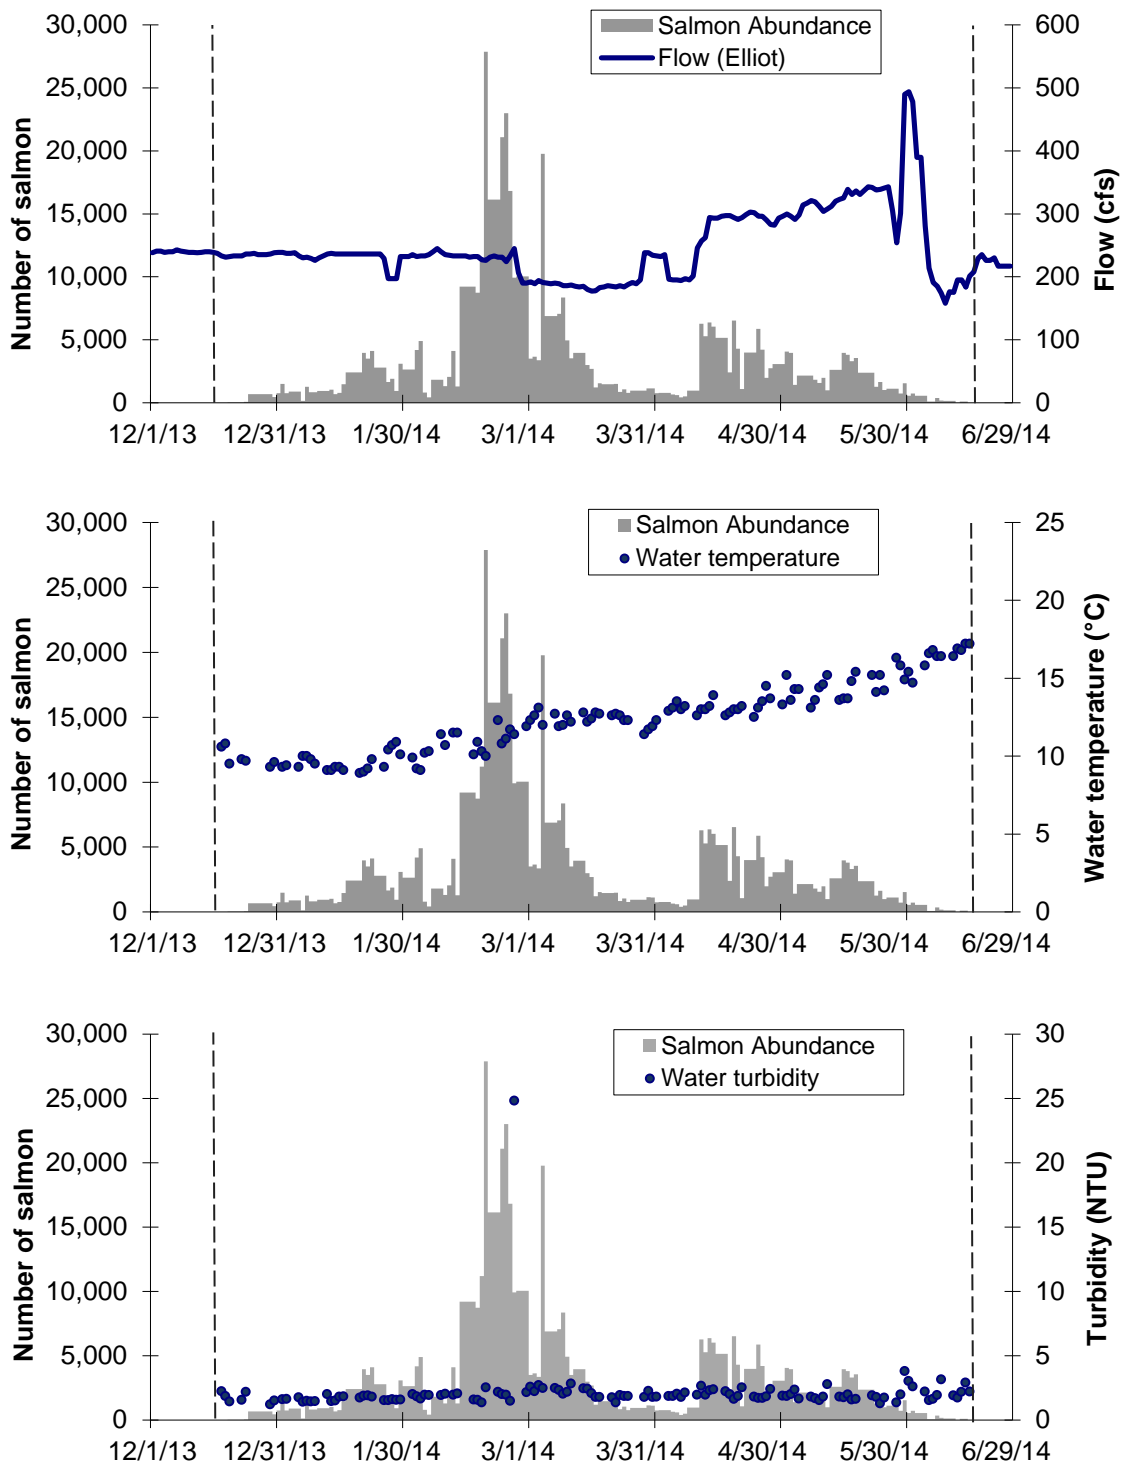 30,000
25,000
20,000
15,000
10,000
5,000
0
Number of salmon
Salmon Abundance
Flow (Elliot)
600
500
400
300
200
100
0
Flow (cfs)
12/1/13 12/31/13 1/30/14 3/1/14 3/31/14 4/30/14 5/30/14 6/29/14
30,000
25,000
20,000
15,000
10,000
5,000
0
Number of salmon
Salmon Abundance
Water temperature
25
20
15
10
5
0
Water temperature (°C)
12/1/13 12/31/13 1/30/14 3/1/14 3/31/14 4/30/14 5/30/14 6/29/14
30,000
25,000
20,000
15,000
10,000
5,000
0
Number of salmon
Salmon Abundance
Water turbidity
30
25
20
15
10
5
0
Turbidity (NTU)
12/1/13 12/31/13 1/30/14 3/1/14 3/31/14 4/30/14 5/30/14 6/29/14